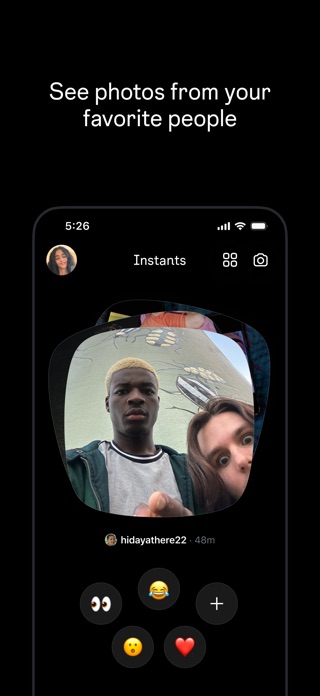 See photos from your
favorite people
5:26
Instants
hidayathere22 · 48m